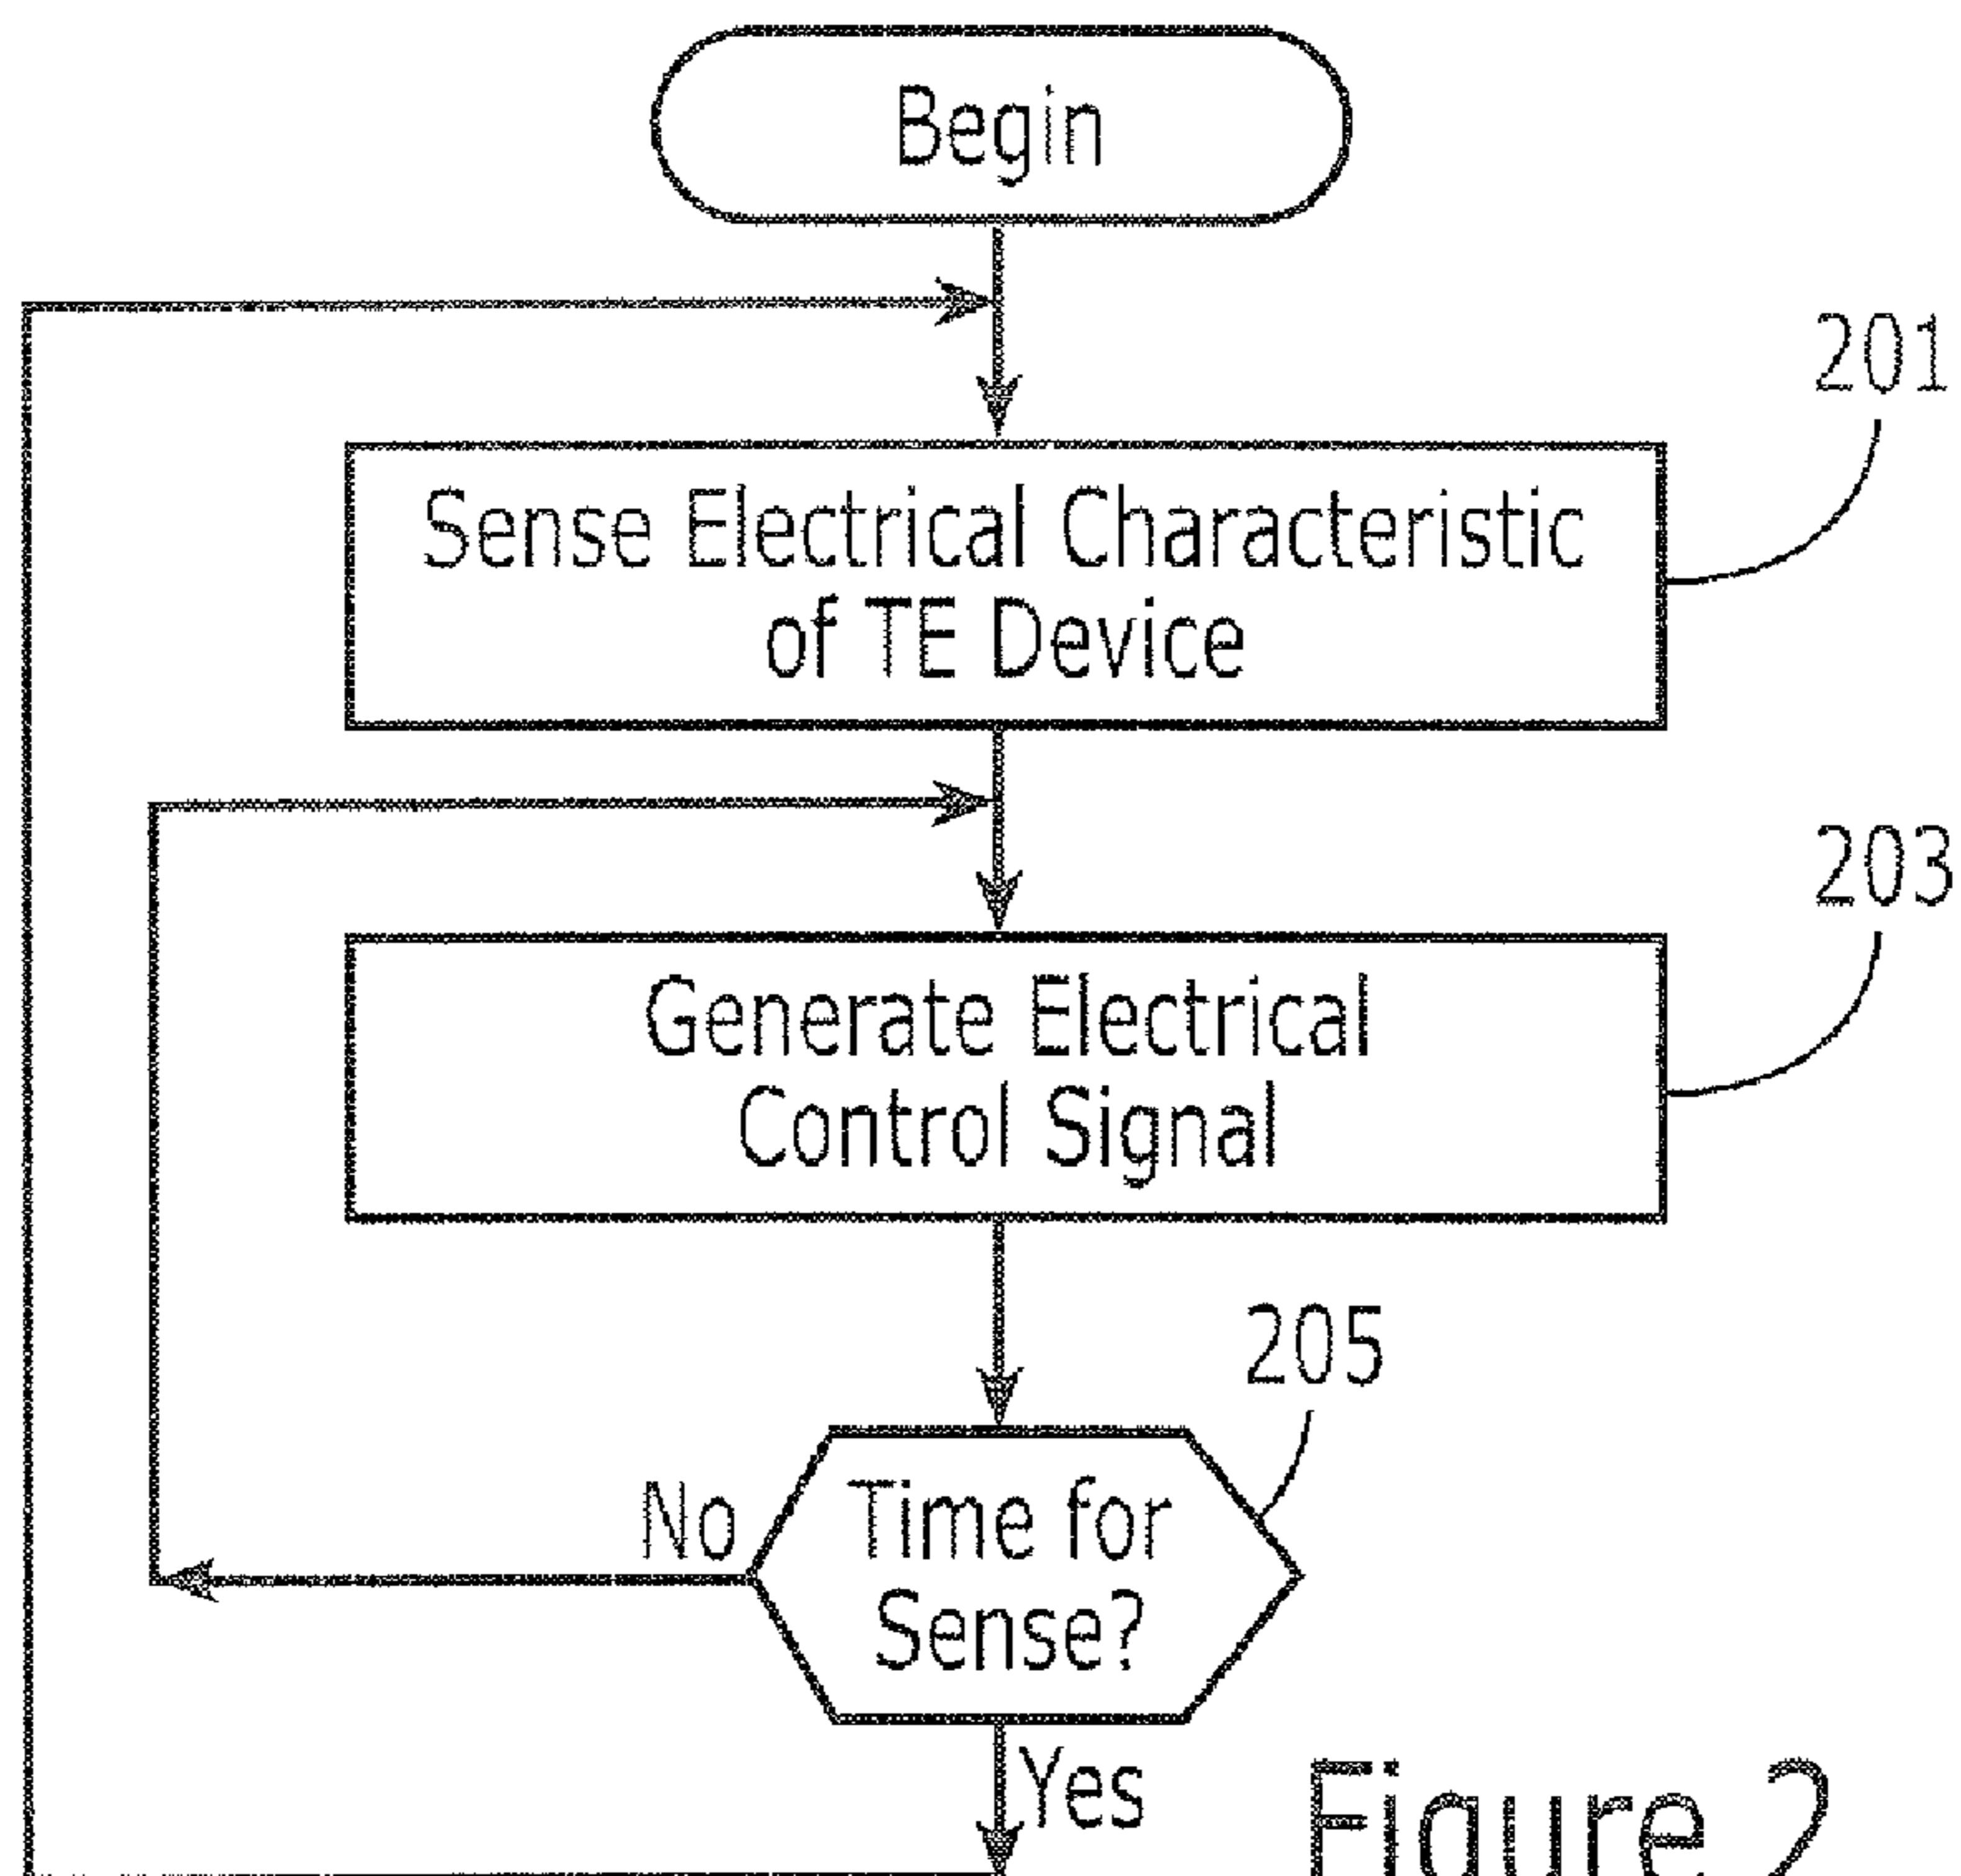 Begin
201
Sense Electrical Characteristic
of TE Device
203
Generate Electrical
Control Signal
205
No
Time for
Sense?
Yes
Figure 2